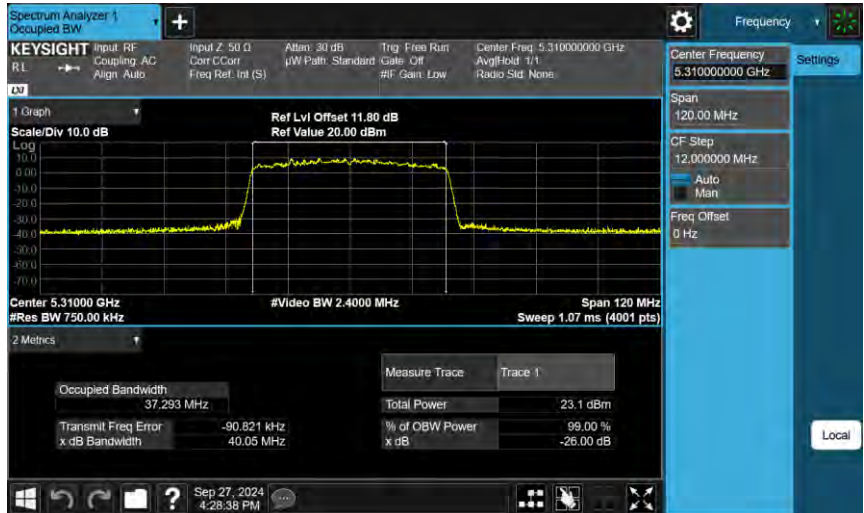 Spectrum Analyzer 1
Occupied BW
Frequency
KEYSIGHT
RL
LXI
Input: RF
Coupling: AC
Align: Auto
Input Z: 50 Ω
Corr CCorr
Freq Ref: Int (S)
Atten: 30 dB
µW Path: Standard
Trig: Free Run
Gate: Off
#IF Gain: Low
Center Freq: 5.310000000 GHz
Avg|Hold: 1/1
Radio Std: None
Center Frequency
5.310000000 GHz
Settings
Span
120.00 MHz
CF Step
12.000000 MHz
Auto
Man
Freq Offset
0 Hz
1 Graph
Scale/Div 10.0 dB
Ref Lvl Offset 11.80 dB
Ref Value 20.00 dBm
Log
10.0
0.00
-10.0
-20.0
-30.0
-40.0
-50.0
-60.0
-70.0
Center 5.31000 GHz
#Video BW 2.4000 MHz
Span 120 MHz
#Res BW 750.00 kHz
Sweep 1.07 ms (4001 pts)
2 Metrics
Measure Trace
Trace 1
Occupied Bandwidth
37.293 MHz
Total Power
23.1 dBm
Transmit Freq Error
-90.821 kHz
% of OBW Power
99.00 %
x dB Bandwidth
40.05 MHz
x dB
-26.00 dB
Local
Sep 27, 2024
4:28:38 PM